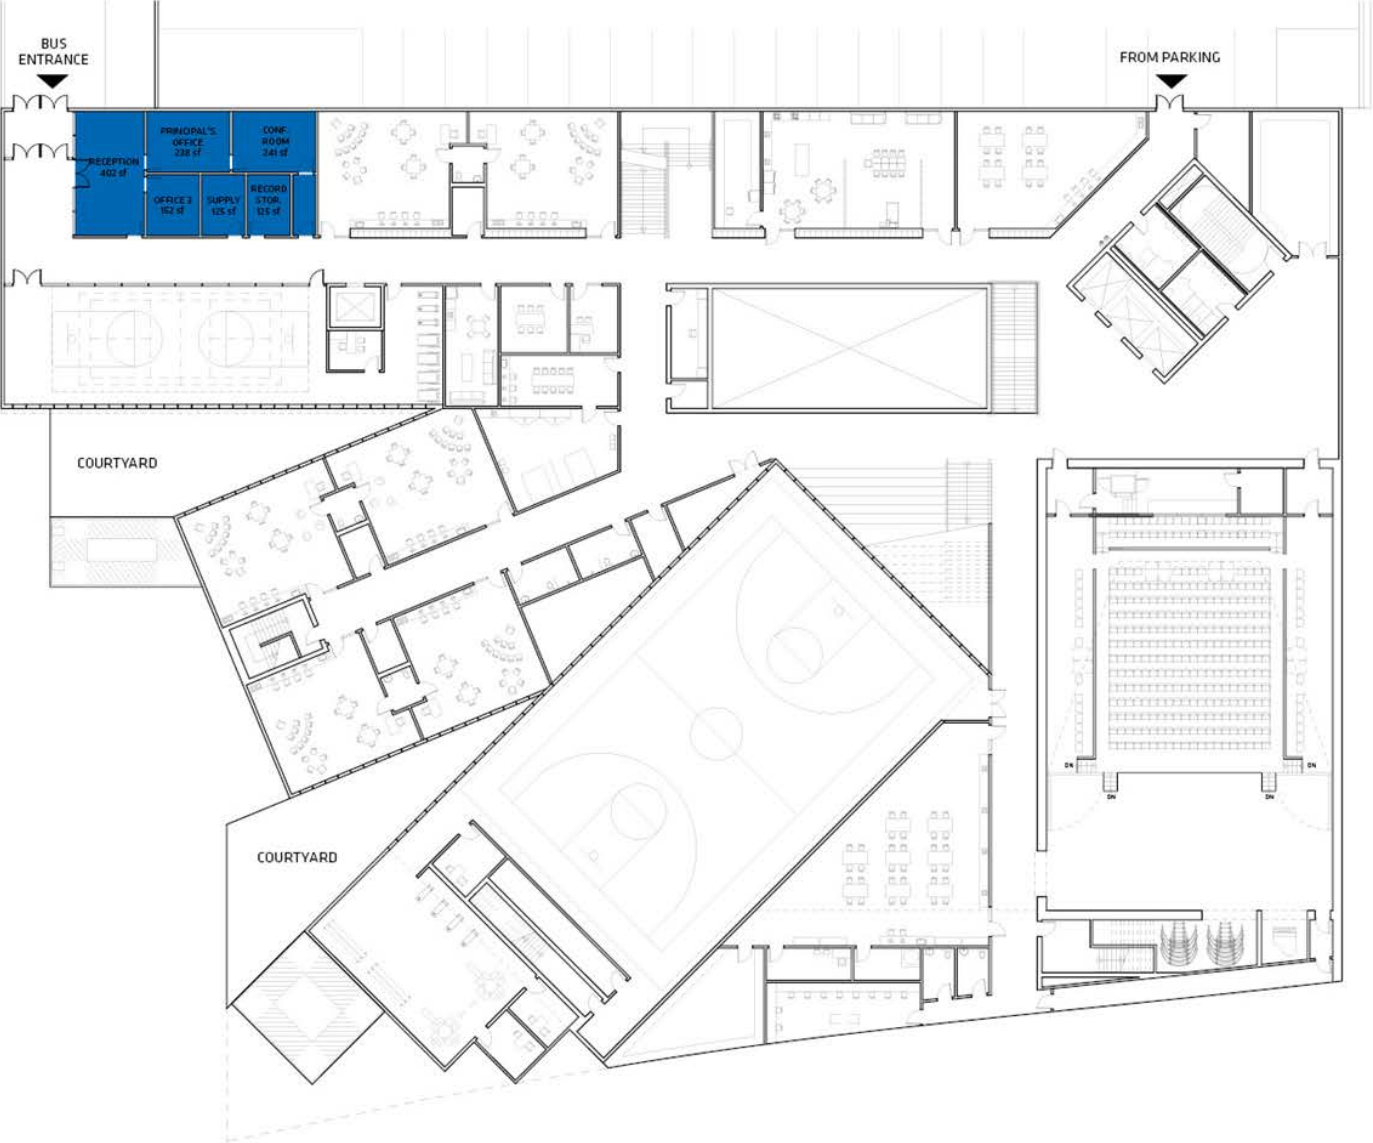 BUS
ENTRANCE
FROM PARKING
RECEPTION
402 sf
PRINCIPAL'S
OFFICE
238 sf
CONF.
ROOM
241 sf
OFFICE 2
152 sf
SUPPLY
125 sf
RECORD
STOR.
125 sf
COURTYARD
COURTYARD
DN
DN
DN
DN